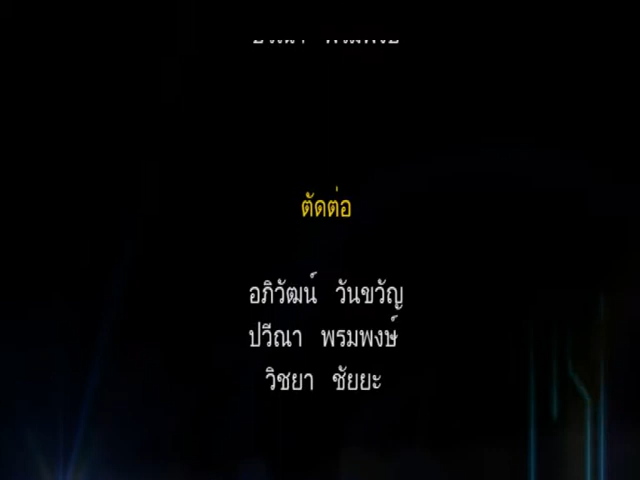 ตัดต่อ
อภิวัฒน์ วันขวัญ
ปวีณา พรมพงษ์
วิชยา ชัยยะ